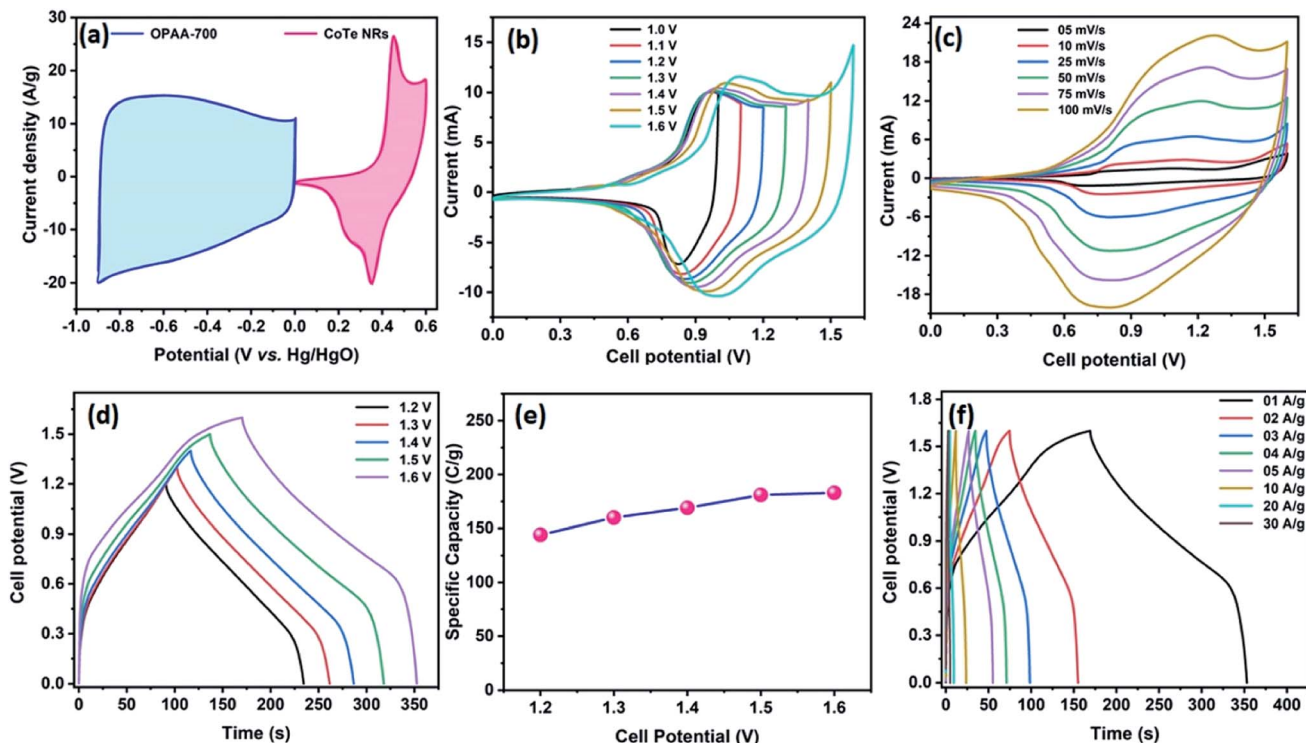 (a)
OPAA-700
CoTe NRs
Current density (A/g)
30
20
10
0
-10
-20
-1.0 -0.8 -0.6 -0.4 -0.2 0.0 0.2 0.4 0.6
Potential (V vs. Hg/HgO)
(b)
1.0 V
1.1 V
1.2 V
1.3 V
1.4 V
1.5 V
1.6 V
Current (mA)
15
10
5
0
-5
-10
0.0 0.3 0.6 0.9 1.2 1.5
Cell potential (V)
(c)
05 mV/s
10 mV/s
25 mV/s
50 mV/s
75 mV/s
100 mV/s
Current (mA)
24
18
12
6
0
-6
-12
-18
0.0 0.3 0.6 0.9 1.2 1.5
Cell potential (V)
(d)
1.2 V
1.3 V
1.4 V
1.5 V
1.6 V
Cell potential (V)
1.5
1.2
0.9
0.6
0.3
0.0
0 50 100 150 200 250 300 350
Time (s)
(e)
Specific Capacity (C/g)
250
200
150
100
50
0
1.2 1.3 1.4 1.5 1.6
Cell Potential (V)
(f)
01 A/g
02 A/g
03 A/g
04 A/g
05 A/g
10 A/g
20 A/g
30 A/g
Cell potential (V)
1.8
1.5
1.2
0.9
0.6
0.3
0.0
0 50 100 150 200 250 300 350 400
Time (s)